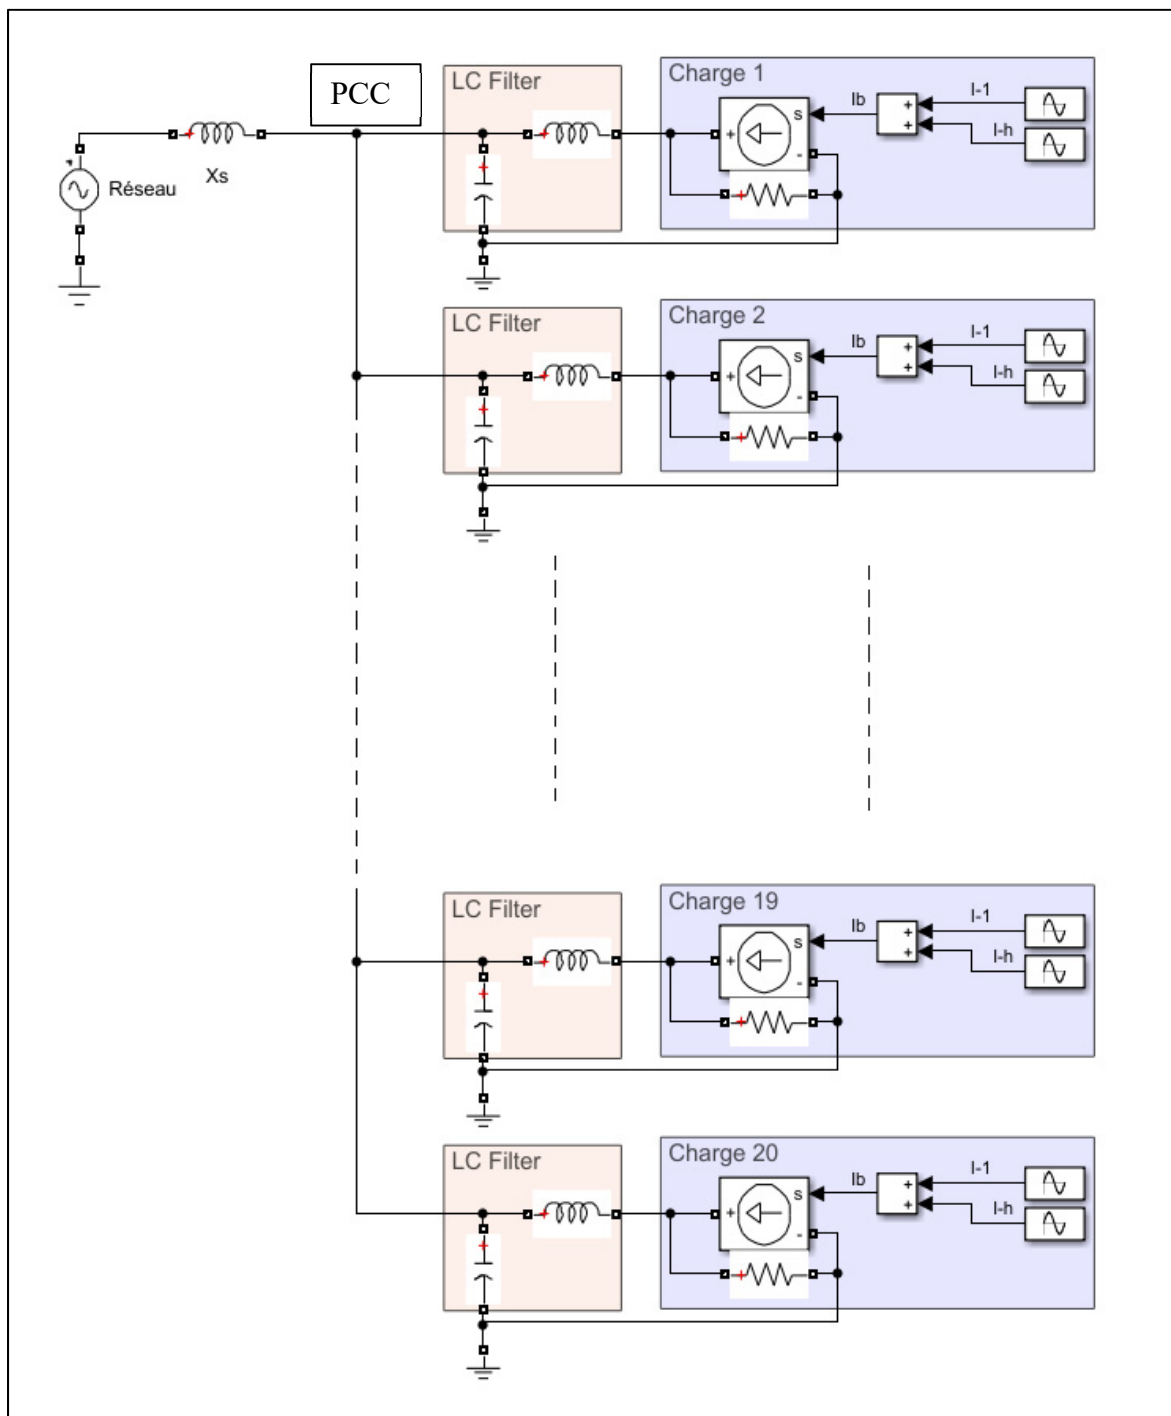 PCC
Xs
Réseau
LC Filter
Charge 1
S
+
-
Ib
+
+
I-1
I-h
LC Filter
Charge 2
S
+
-
Ib
+
+
I-1
I-h
LC Filter
Charge 19
S
+
-
Ib
+
+
I-1
I-h
LC Filter
Charge 20
S
+
-
Ib
+
+
I-1
I-h